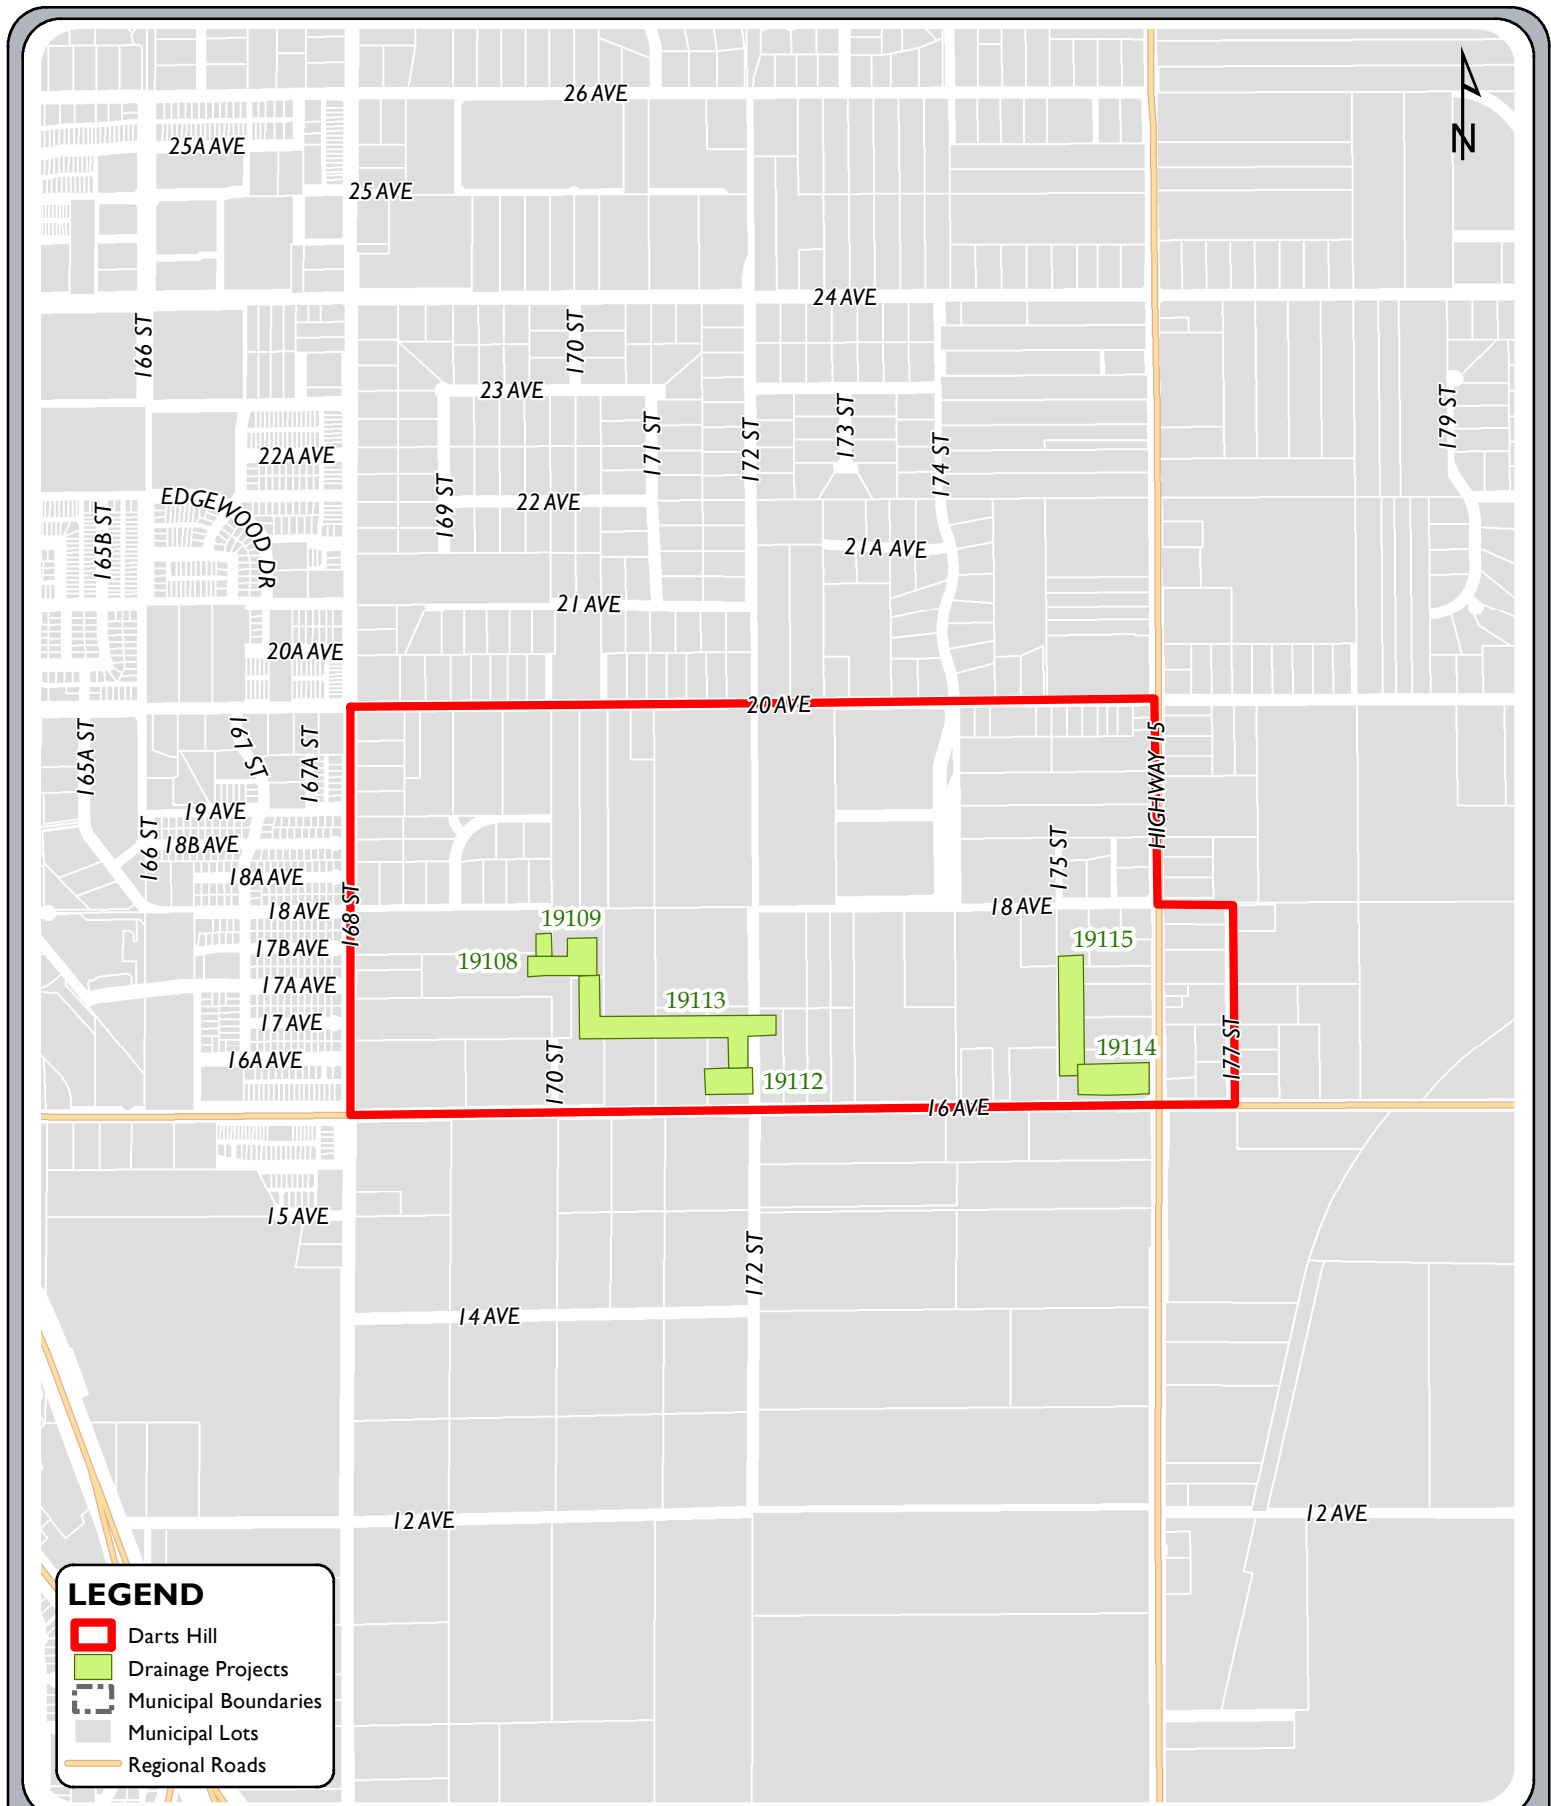 26 AVE
N
25A AVE
25 AVE
24 AVE
166 ST
170 ST
23 AVE
179 ST
171 ST
172 ST
173 ST
174 ST
22A AVE
EDGEWOOD DR
169 ST
22 AVE
165B ST
21A AVE
21 AVE
20A AVE
20 AVE
165A ST
167 ST
167A ST
HIGHWAY 15
19 AVE
166 ST
18B AVE
175 ST
18A AVE
168 ST
18 AVE
18 AVE
19109
17B AVE
19108
19115
17A AVE
19113
17 AVE
177 ST
16A AVE
170 ST
19114
19112
16 AVE
15 AVE
172 ST
14 AVE
12 AVE
12 AVE
LEGEND
Darts Hill
Drainage Projects
Municipal Boundaries
Municipal Lots
Regional Roads